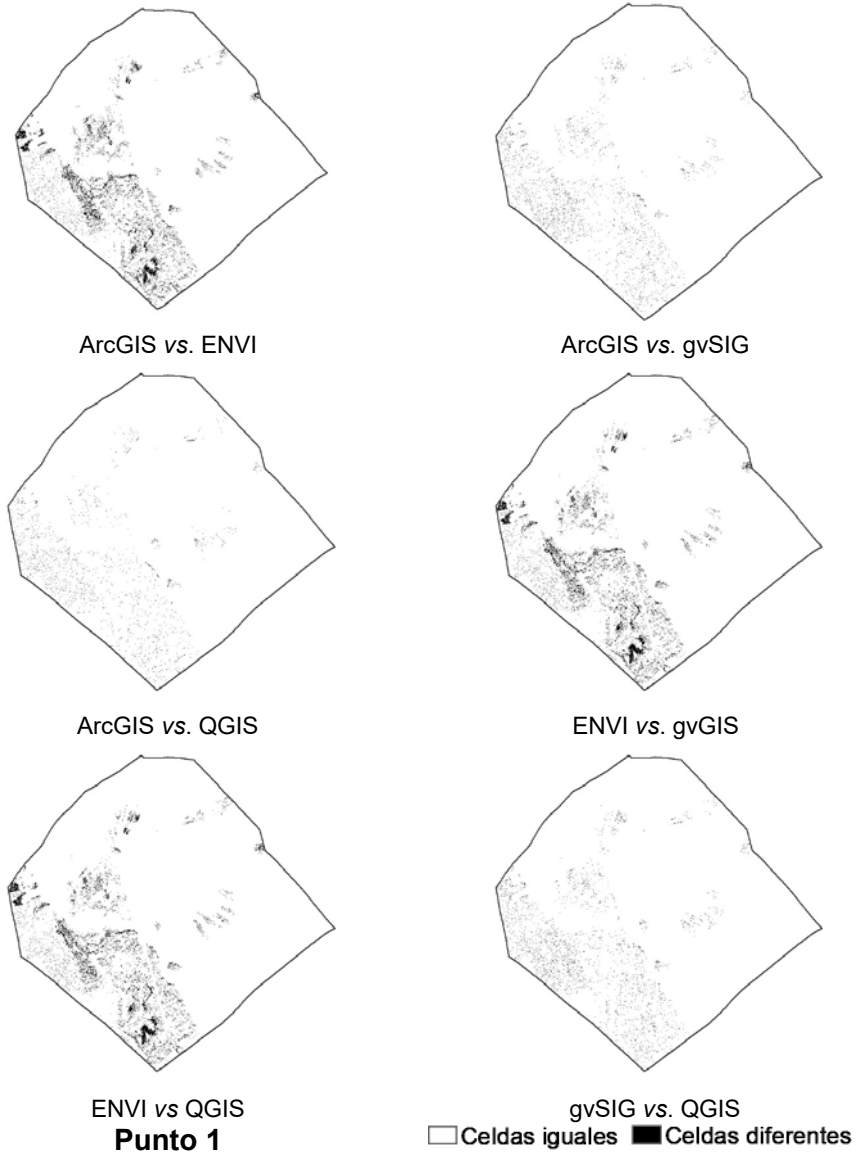 ArcGIS vs. ENVI
ArcGIS vs. gvSIG
ArcGIS vs. QGIS
ENVI vs. gvGIS
ENVI vs QGIS
gvSIG vs. QGIS
Punto 1
Celdas iguales Celdas diferentes